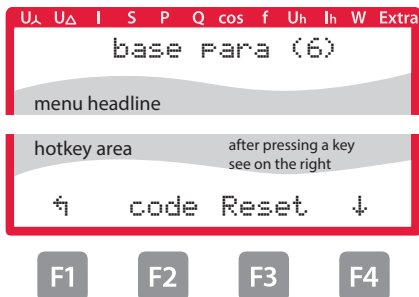 U⅄ U△ I S P Q cos f Uh Ih W Extra
base para (6)
menu headline
hotkey area
after pressing a key
see on the right
↰ code Reset ↓
F1 F2 F3 F4